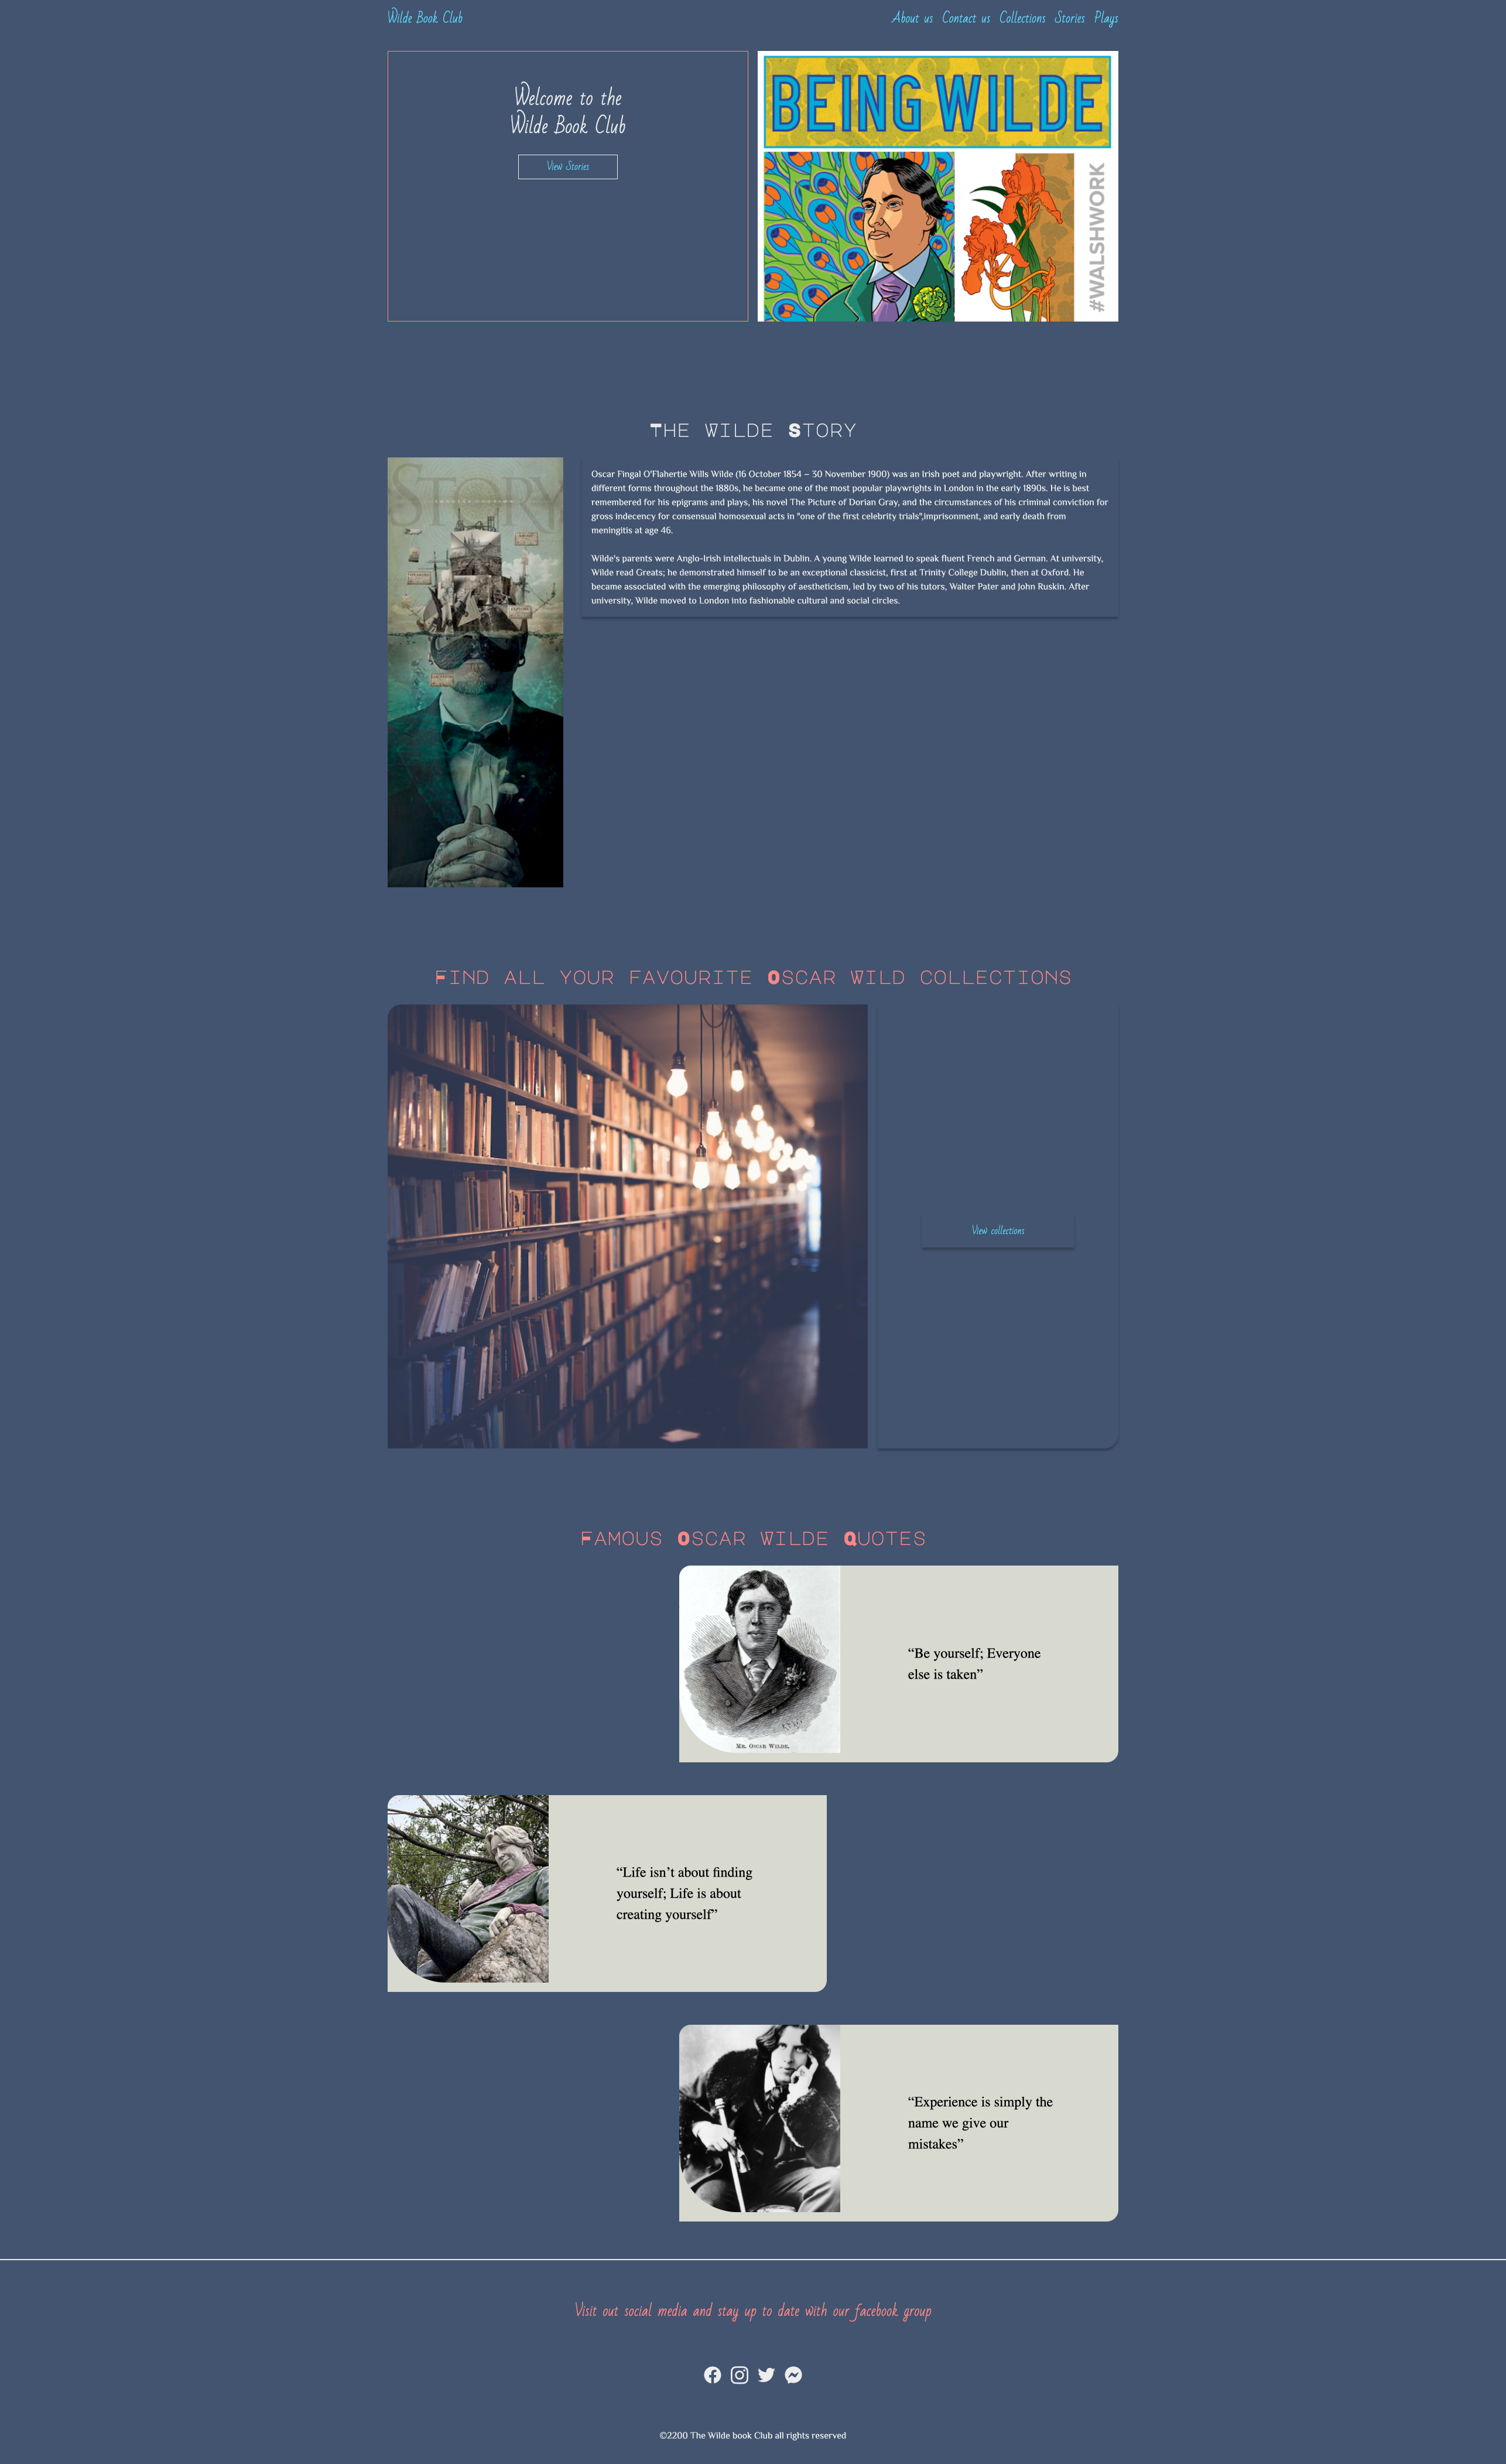 Wilde Book Club
About us Contact us Collections Stories Plays
Welcome to the
Wilde Book Club
View Stories
BEING WILDE
#WALSHWORK
The Wilde Story
STORY
Oscar Fingal O'Flahertie Wills Wilde (16 October 1854 – 30 November 1900) was an Irish poet and playwright. After writing in
different forms throughout the 1880s, he became one of the most popular playwrights in London in the early 1890s. He is best
remembered for his epigrams and plays, his novel The Picture of Dorian Gray, and the circumstances of his criminal conviction for
gross indecency for consensual homosexual acts in "one of the first celebrity trials",imprisonment, and early death from
meningitis at age 46.
Wilde's parents were Anglo-Irish intellectuals in Dublin. A young Wilde learned to speak fluent French and German. At university,
Wilde read Greats; he demonstrated himself to be an exceptional classicist, first at Trinity College Dublin, then at Oxford. He
became associated with the emerging philosophy of aestheticism, led by two of his tutors, Walter Pater and John Ruskin. After
university, Wilde moved to London into fashionable cultural and social circles.
Find all your favourite Oscar Wild collections
View collections
Famous Oscar Wilde Quotes
MR. OSCAR WILDE.
“Be yourself; Everyone
else is taken”
“Life isn’t about finding
yourself; Life is about
creating yourself”
“Experience is simply the
name we give our
mistakes”
Visit out social media and stay up to date with our facebook group
©2200 The Wilde book Club all rights reserved